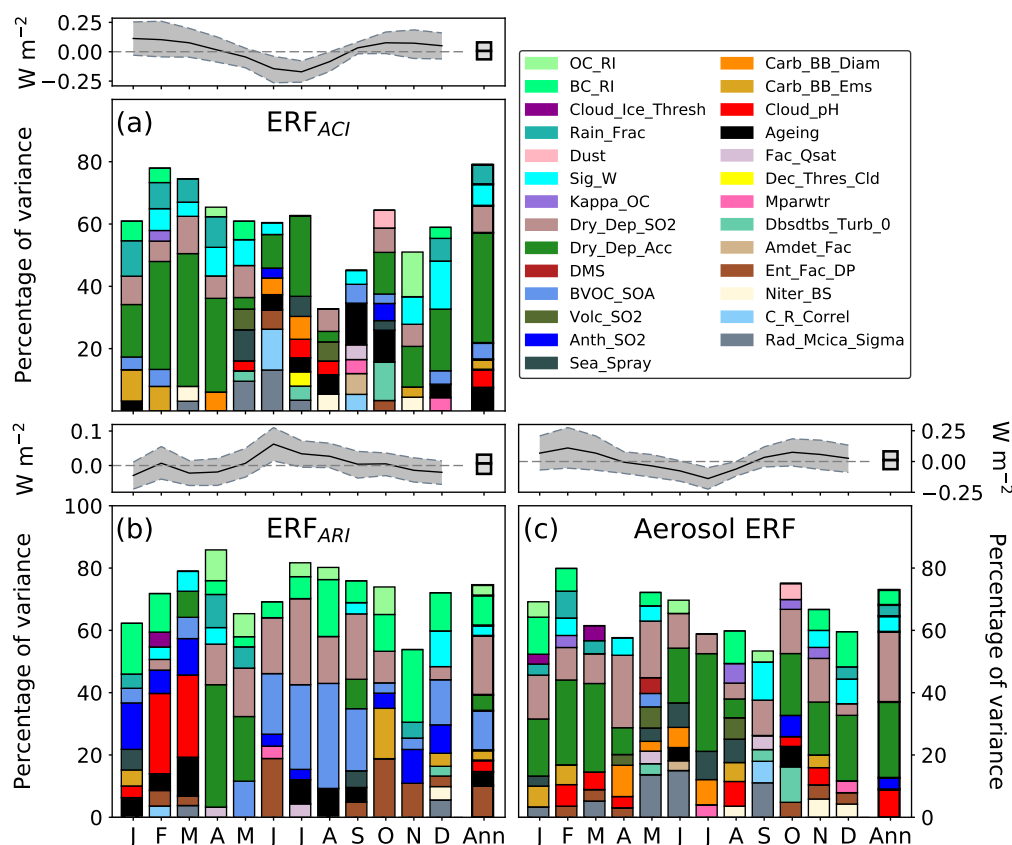 0.25
0.00
−0.25
W m−2
(a)
ERF_ACI
80
60
40
20
Percentage of variance
OC_RI
BC_RI
Cloud_Ice_Thresh
Rain_Frac
Dust
Sig_W
Kappa_OC
Dry_Dep_SO2
Dry_Dep_Acc
DMS
BVOC_SOA
Volc_SO2
Anth_SO2
Sea_Spray
Carb_BB_Diam
Carb_BB_Ems
Cloud_pH
Ageing
Fac_Qsat
Dec_Thres_Cld
Mparwtr
Dbsdtbs_Turb_0
Amdet_Fac
Ent_Fac_DP
Niter_BS
C_R_Correl
Rad_Mcica_Sigma
0.1
0.0
W m−2
0.25
0.00
−0.25
W m−2
(b)
ERF_ARI
100
80
60
40
20
0
Percentage of variance
J F M A M J J A S O N D Ann
(c)
Aerosol ERF
80
60
40
20
0
Percentage of variance
J F M A M J J A S O N D Ann